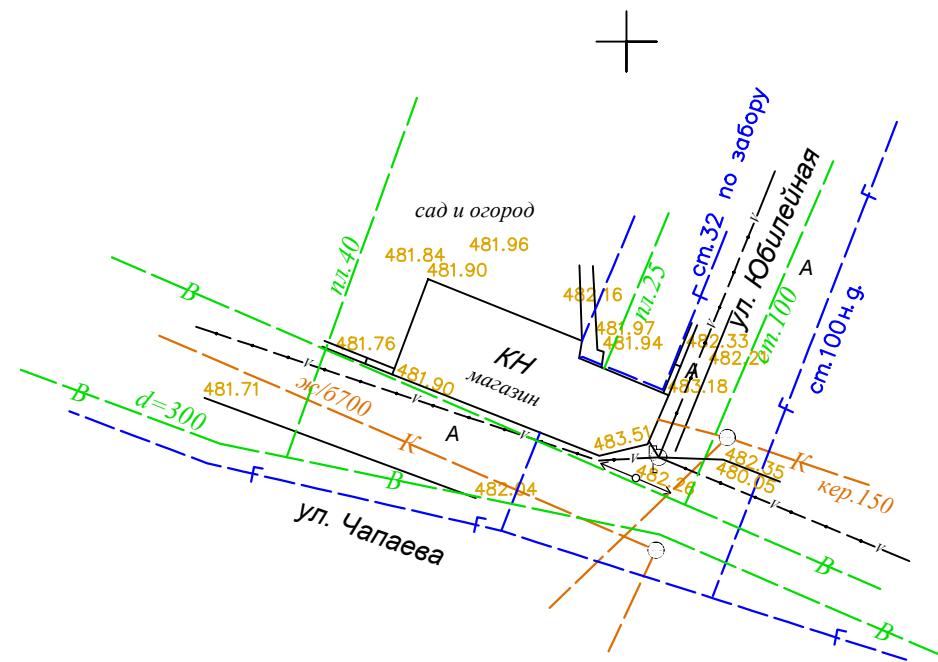 ст.32 по забору
ул. Юбилейная
А
сад и огород
481.96
481.84
481.90
пл.40
482.16
пл.25
ст.100
ст.100н.д.
В
481.97
481.94
482.33
482.21
481.76
КН
магазин
А
483.18
481.90
481.71
ж/б700
В
d=300
А
К
483.51
482.35
К
480.05
482.26
кер.150
В
482.04
ул. Чапаева
Г
Г
Г
Г
Г
Г
В
В
Г
v
v
v
v
v
v
v
v